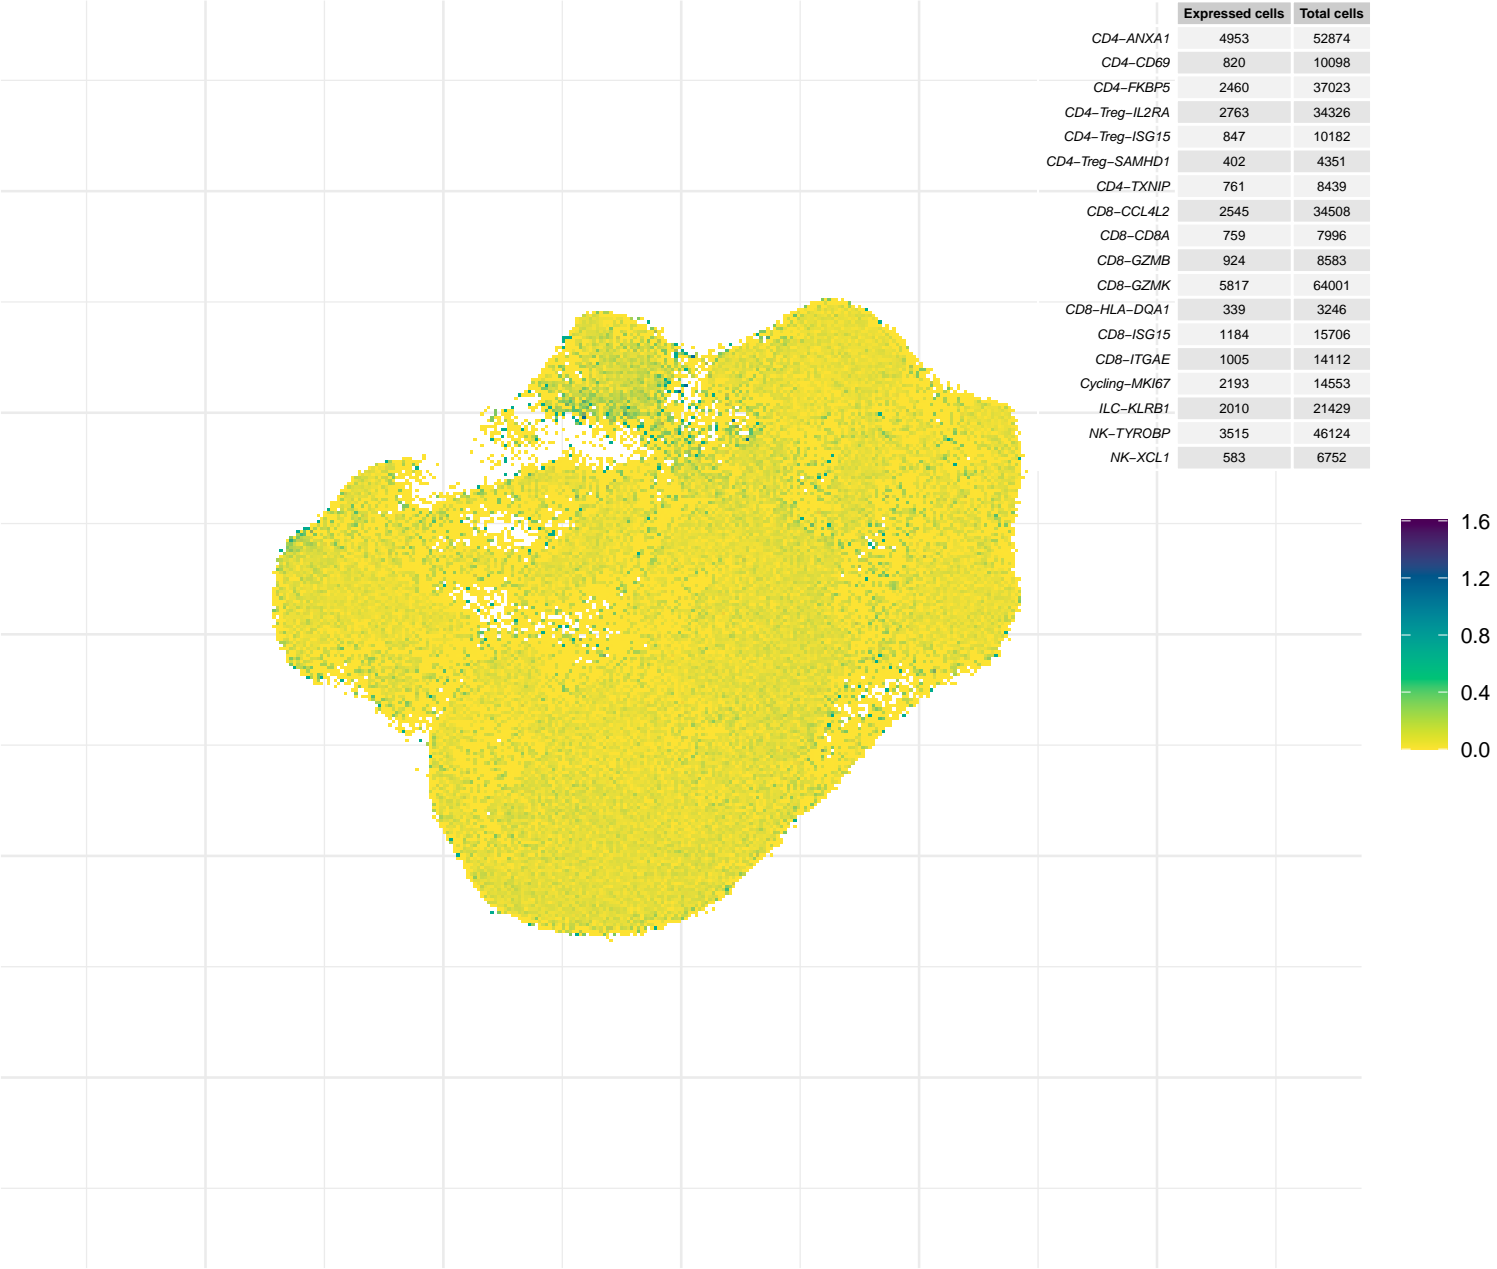 Expressed cells Total cells
CD4−ANXA1 4953 52874
CD4−CD69 820 10098
CD4−FKBP5 2460 37023
CD4−Treg−IL2RA 2763 34326
CD4−Treg−ISG15 847 10182
CD4−Treg−SAMHD1 402 4351
CD4−TXNIP 761 8439
CD8−CCL4L2 2545 34508
CD8−CD8A 759 7996
CD8−GZMB 924 8583
CD8−GZMK 5817 64001
CD8−HLA−DQA1 339 3246
CD8−ISG15 1184 15706
CD8−ITGAE 1005 14112
Cycling−MKI67 2193 14553
ILC−KLRB1 2010 21429
NK−TYROBP 3515 46124
NK−XCL1 583 6752
1.6
1.2
0.8
0.4
0.0